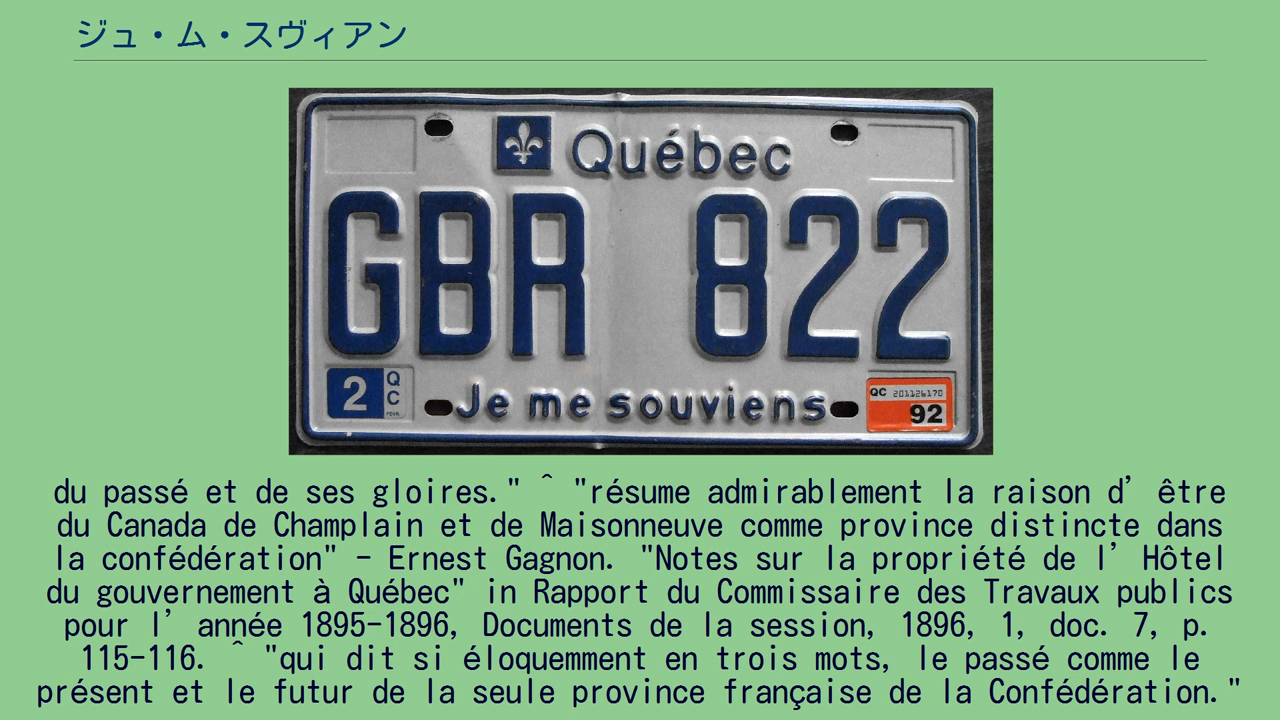 ジュ・ム・スヴィアン
Québec
GBR 822
2 QC FÉVR.
Je me souviens
QC 201126170
92
du passé et de ses gloires." ^ "résume admirablement la raison d’être
du Canada de Champlain et de Maisonneuve comme province distincte dans
la confédération" - Ernest Gagnon. "Notes sur la propriété de l’Hôtel
du gouvernement à Québec" in Rapport du Commissaire des Travaux publics
pour l’année 1895-1896, Documents de la session, 1896, 1, doc. 7, p.
115-116. ^ "qui dit si éloquemment en trois mots, le passé comme le
présent et le futur de la seule province française de la Confédération."